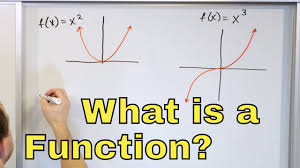 f(x) = x²
f(x) = x³
What is a
Function?